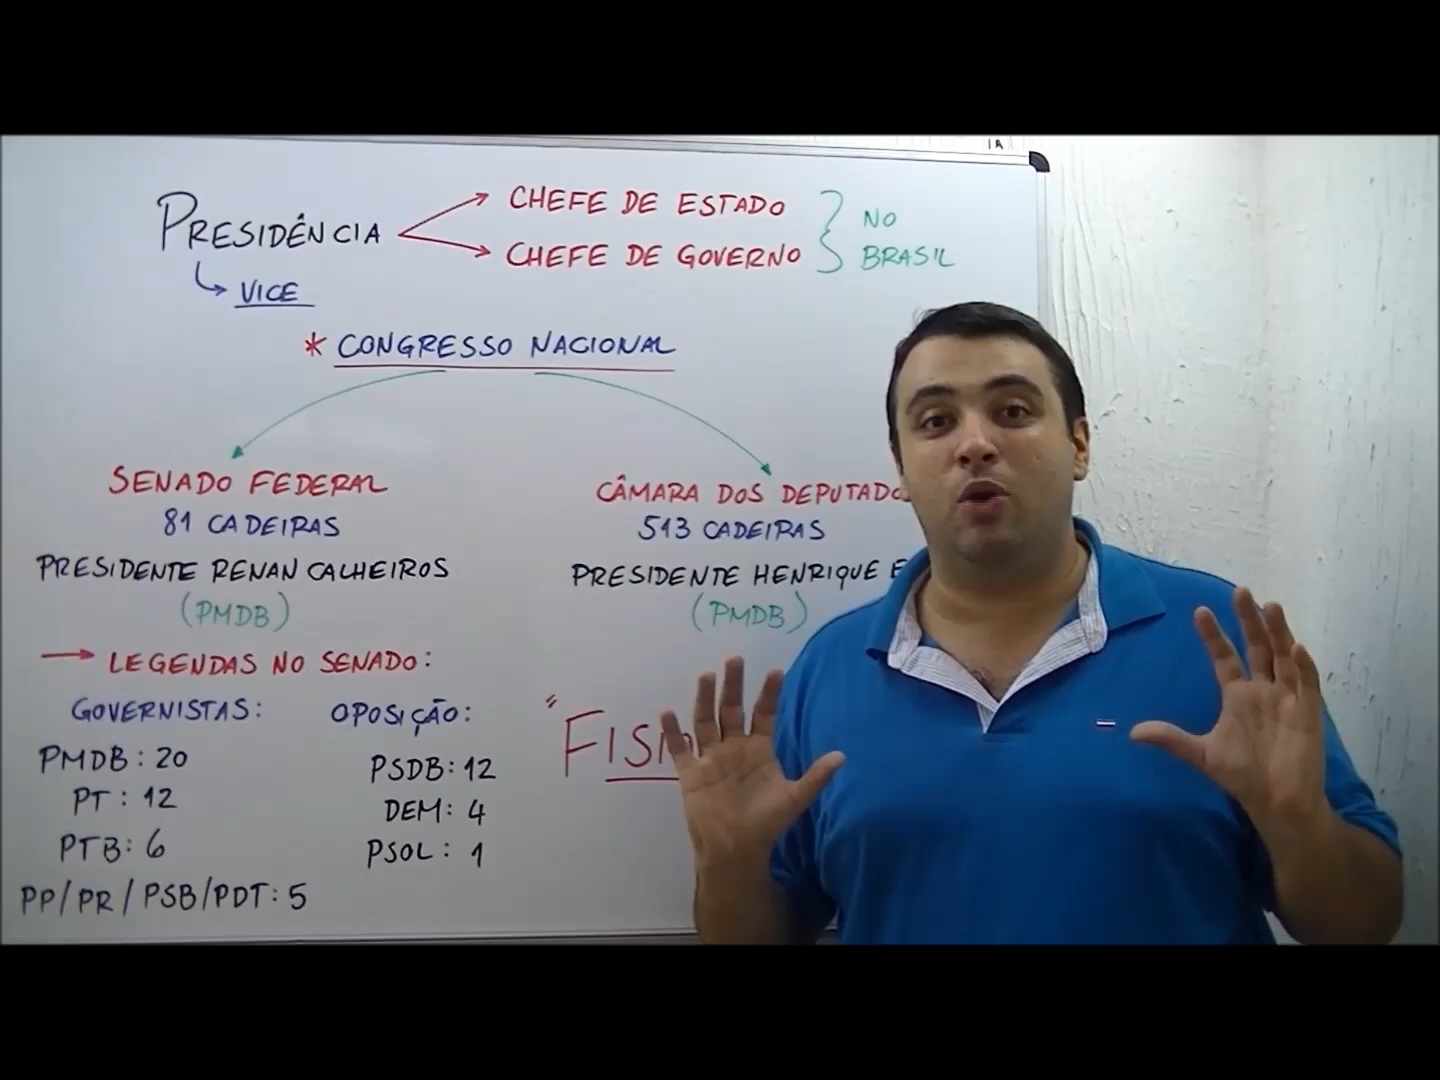 PRESIDÊNCIA
CHEFE DE ESTADO
CHEFE DE GOVERNO
NO
BRASIL
VICE
* CONGRESSO NACIONAL
SENADO FEDERAL
81 CADEIRAS
PRESIDENTE RENAN CALHEIROS
(PMDB)
CÂMARA DOS DEPUTADO
513 CADEIRAS
PRESIDENTE HENRIQUE E
(PMDB)
LEGENDAS NO SENADO:
GOVERNISTAS:
PMDB: 20
PT: 12
PTB: 6
PP/PR/PSB/PDT: 5
OPOSIÇÃO:
PSDB: 12
DEM: 4
PSOL: 1